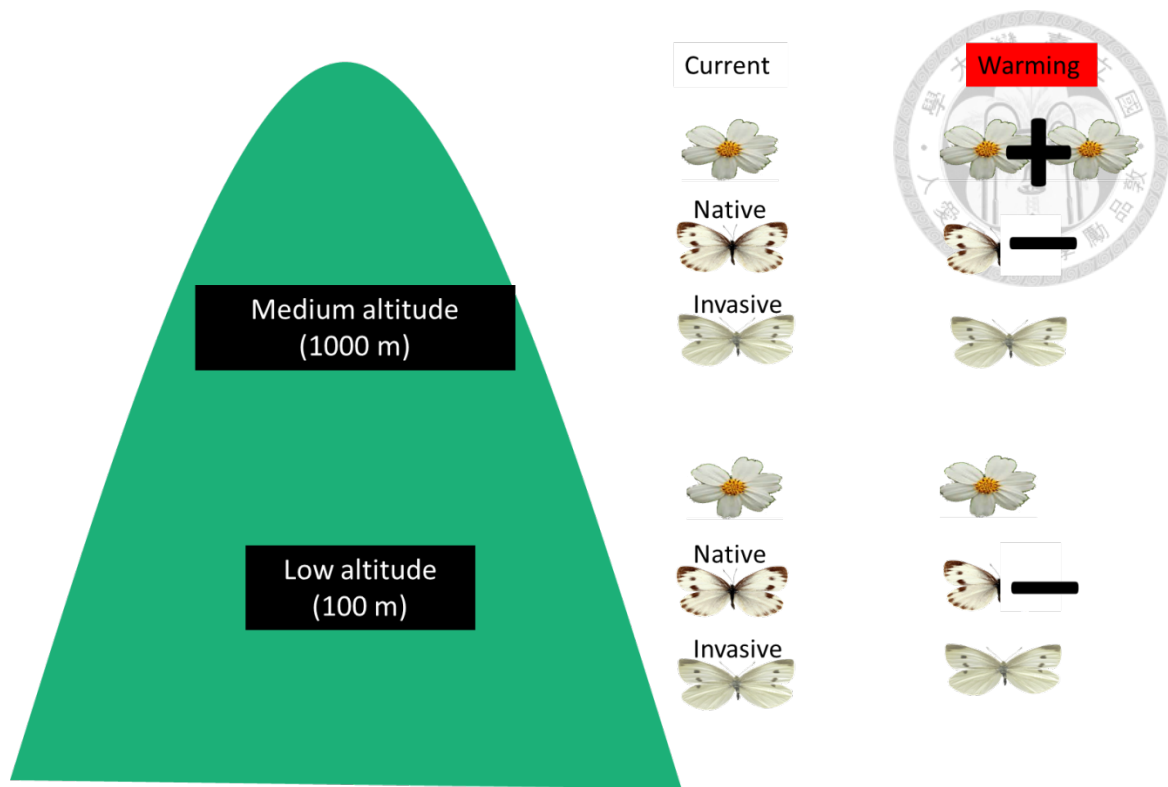 Current
Warming
Native
Invasive
Medium altitude
(1000 m)
Native
Invasive
Low altitude
(100 m)